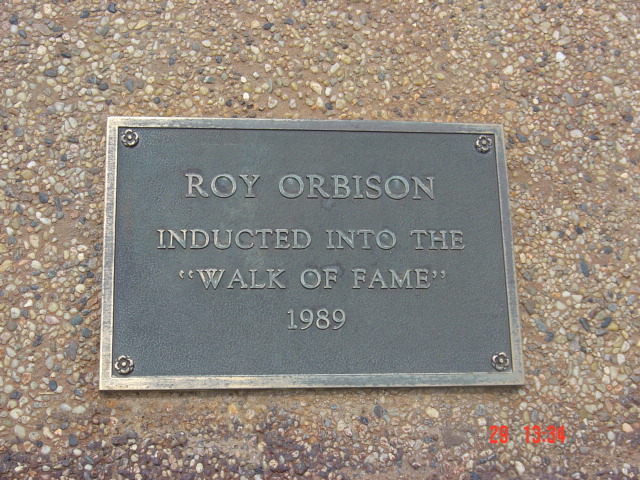 ROY ORBISON
INDUCTED INTO THE
“WALK OF FAME”
1989
28 13:34